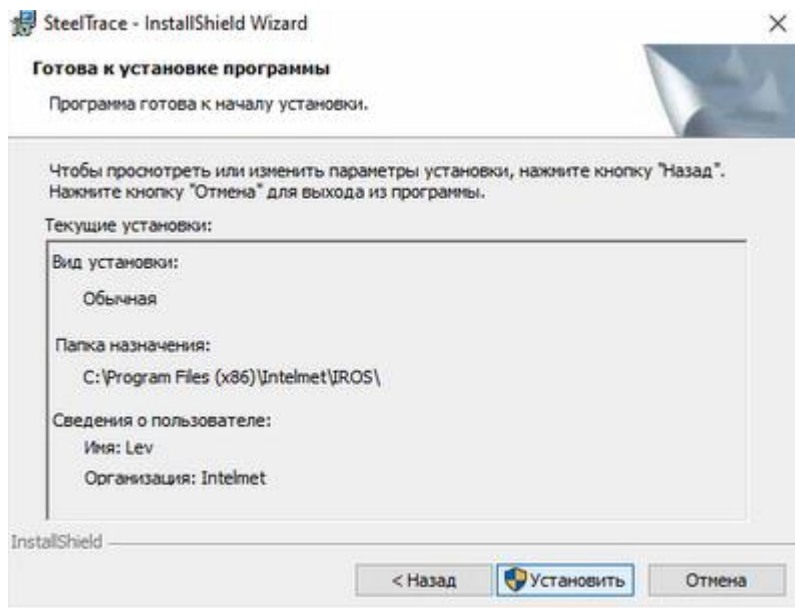 SteelTrace - InstallShield Wizard
Готова к установке программы
Программа готова к началу установки.
Чтобы просмотреть или изменить параметры установки, нажмите кнопку "Назад".
Нажмите кнопку "Отмена" для выхода из программы.
Текущие установки:
Вид установки:
Обычная
Папка назначения:
C:\Program Files (x86)\Intelmet\IROS\
Сведения о пользователе:
Имя: Lev
Организация: Intelmet
InstallShield
< Назад
Установить
Отмена